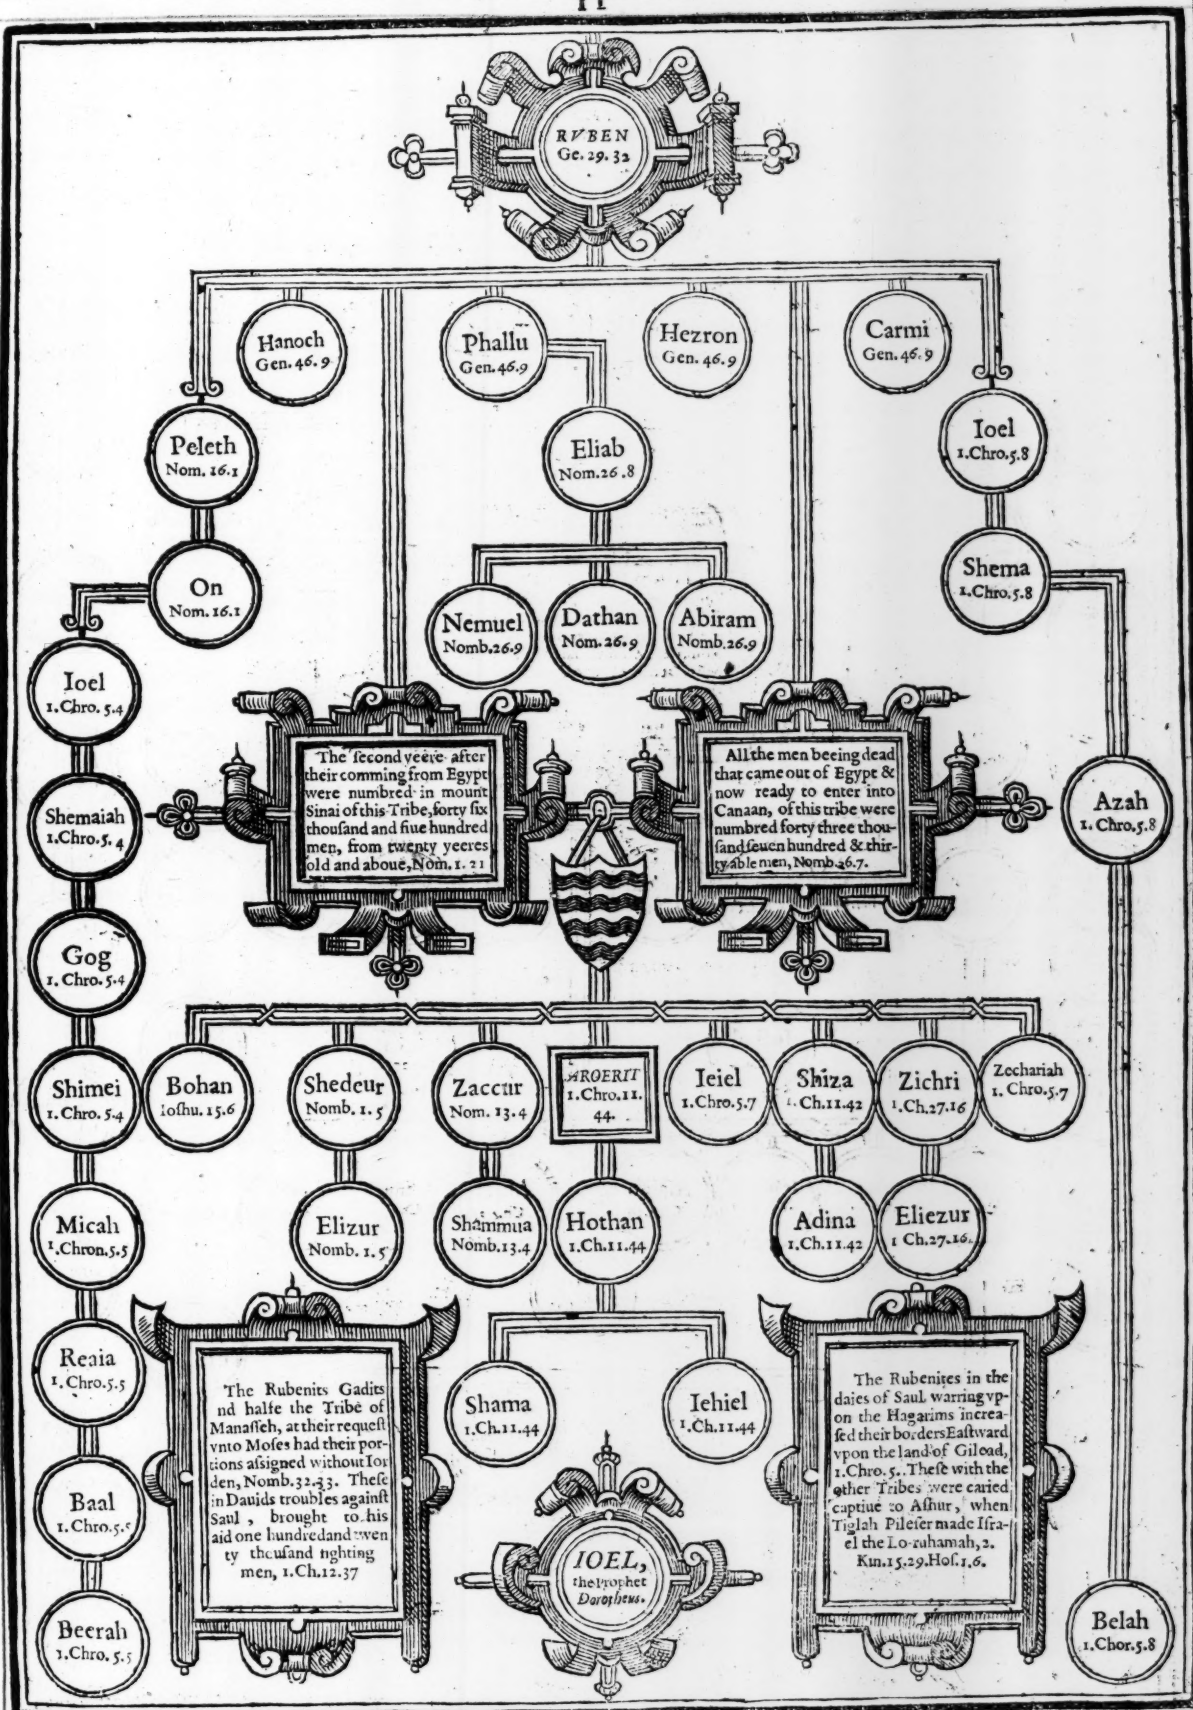 RVBEN
Ge. 29. 32
Hanoch
Gen. 46. 9
Phallu
Gen. 46.9
Hezron
Gen. 46. 9
Carmi
Gen. 46. 9
Peleth
Nom. 16.1
Eliab
Nom. 26 .8
Ioel
1.Chro.5.8
On
Nom. 16.1
Shema
1.Chro.5.8
Nemuel
Nomb.26.9
Dathan
Nom. 26. 9
Abiram
Nomb. 26.9
Ioel
1. Chro. 5.4
The ſecond yeere after
their comming from Egypt
were numbred in mount
Sinai of this Tribe, forty ſix
thouſand and fiue hundred
men, from twenty yeeres
old and aboue, Nom. 1. 21
All the men beeing dead
that came out of Egypt &
now ready to enter into
Canaan, of this tribe were
numbred forty three thou-
ſand ſeuen hundred & thir-
ty able men, Nomb. 26.7.
Shemaiah
1.Chro. 5. 4
Azah
1. Chro. 5.8
Gog
1. Chro. 5.4
Shimei
1. Chro. 5.4
Bohan
Ioſhu. 15.6
Shedeur
Nomb. 1. 5
Zaccur
Nom. 13.4
AROERIT
1.Chro. 11.
44.
Ieiel
1. Chro. 5.7
Shiza
1. Ch. 11.42
Zichri
1.Ch.27.16
Zechariah
1. Chro. 5.7
Micah
1.Chron.5.5
Elizur
Nomb. 1. 5
Shammua
Nomb.13.4
Hothan
1.Ch.11.44
Adina
1.Ch.11.42
Eliezur
1 Ch.27.16.
Reaia
1. Chro.5.5
Shama
1.Ch.11.44
Iehiel
1.Ch.11.44
The Rubenits Gadits
nd halfe the Tribe of
Manaſſeh, at their requeſt
vnto Moſes had their por-
tions aſsigned without Ior
den, Nomb. 32.33. Theſe
in Dauids troubles againſt
Saul , brought to his
aid one hundred and twen
ty thouſand fighting
men, 1.Ch.12.37
The Rubenites in the
daies of Saul warring vp-
on the Hagarims increa-
ſed their borders Eaſtward
vpon the land of Gilead,
1.Chro. 5.. Theſe with the
other Tribes were caried
captiue to Aſhur, when
Tiglah Pileſer made Iſra-
el the Lo-ruhamah, 2.
Kin. 15.29. Hoſ. 1. 6.
Baal
1. Chro.5.5
IOEL,
the Prophet
Dorotheus.
Beerah
1. Chro. 5.5
Belah
1.Chor.5.8